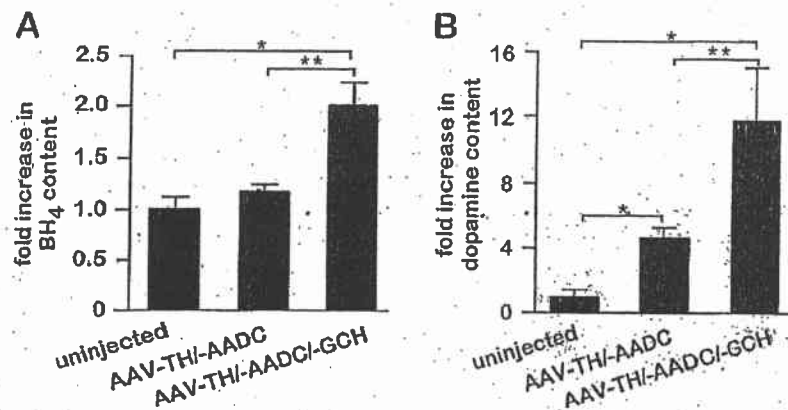 A
fold increase in
BH4 content
2.5
2.0
1.5
1.0
0.5
0
*
**
uninjected
AAV-TH/-AADC
AAV-TH/-AADC/-GCH
B
fold increase in
dopamine content
16
12
8
4
0
*
**
*
uninjected
AAV-TH/-AADC
AAV-TH/-AADC/-GCH